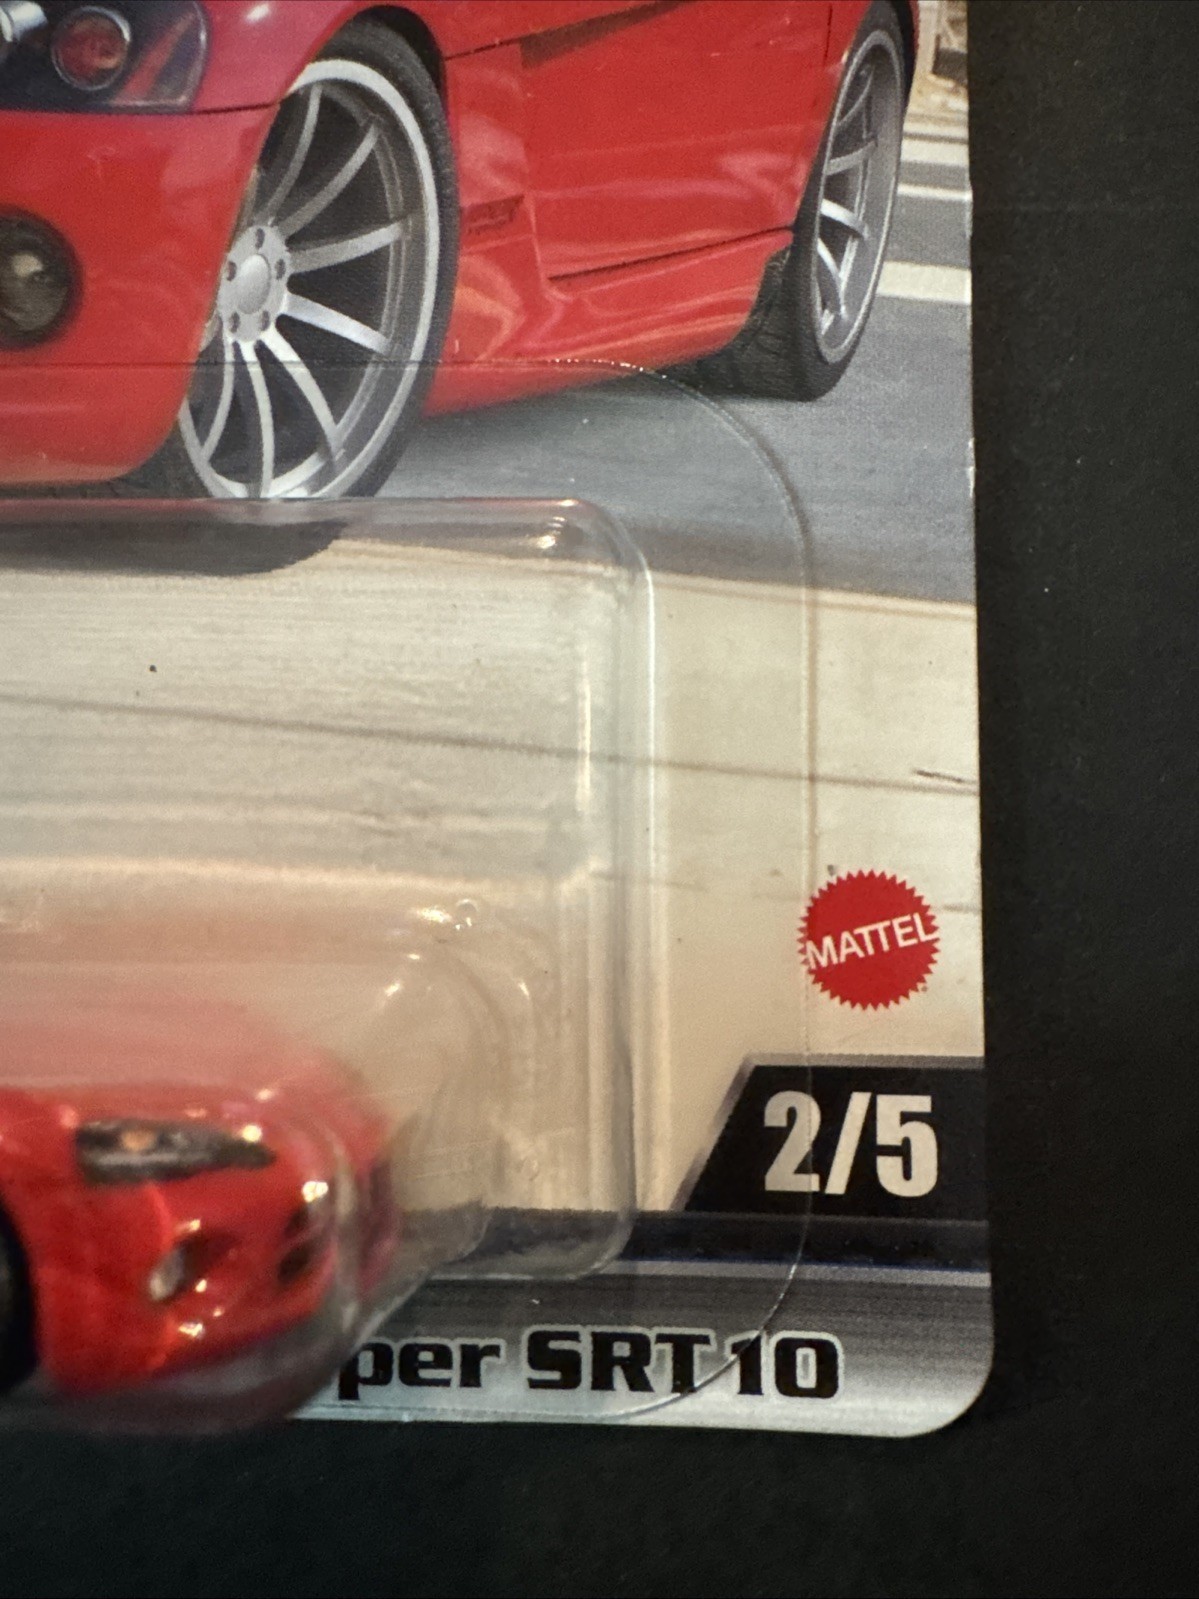 MATTEL
2/5
per SRT 10